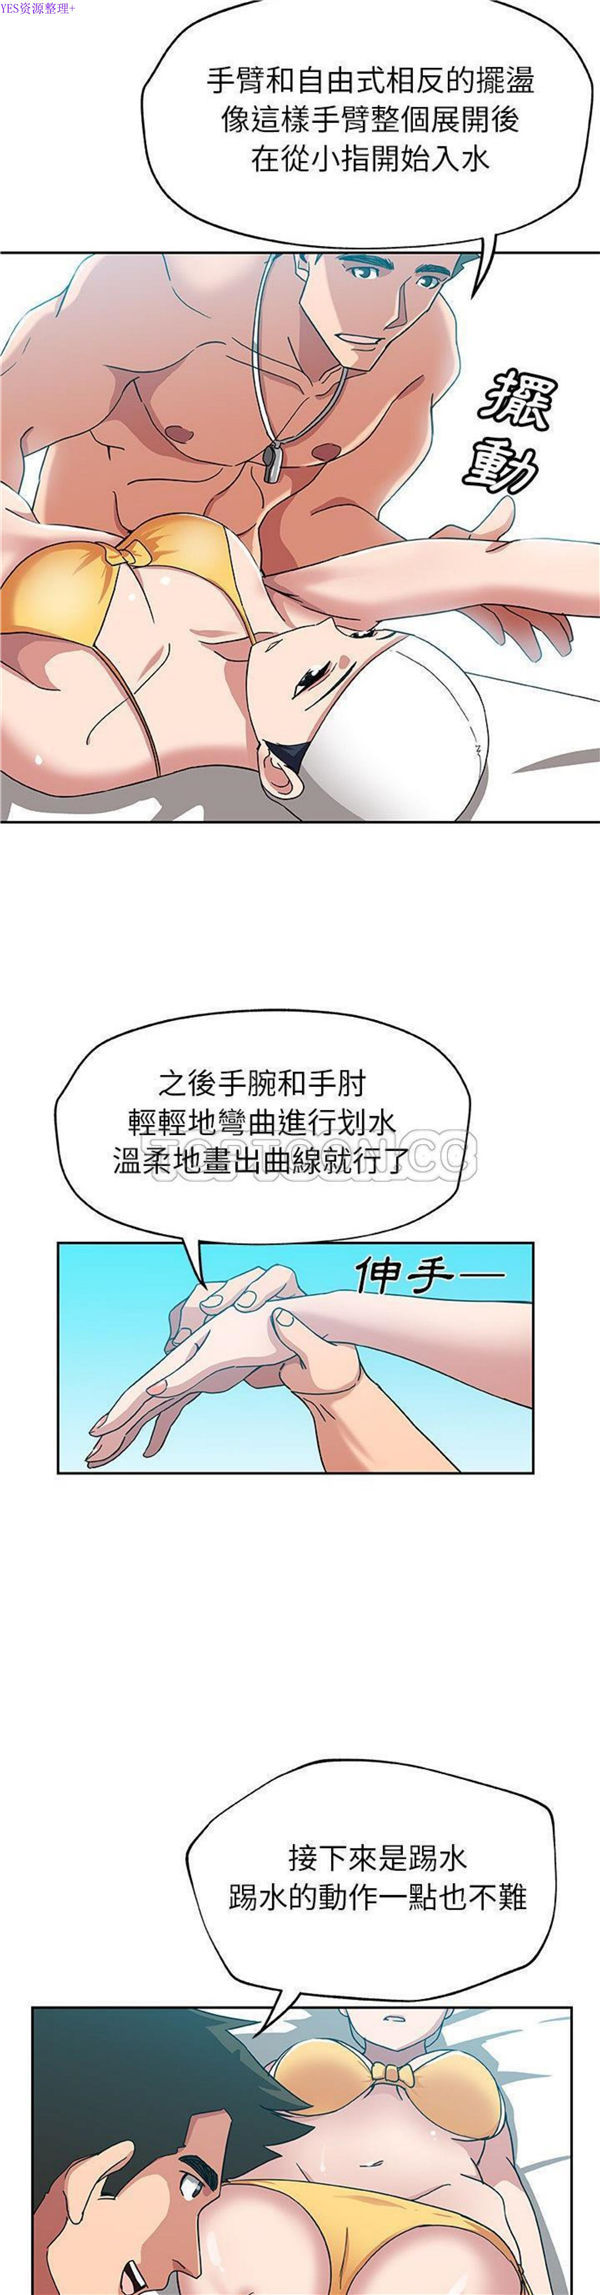 YES资源整理+
手臂和自由式相反的擺盪
像這樣手臂整個展開後
在從小指開始入水
擺動
之後手腕和手肘
輕輕地彎曲進行划水
溫柔地畫出曲線就行了
TOPTOON.CC
伸手—
接下來是踢水
踢水的動作一點也不難